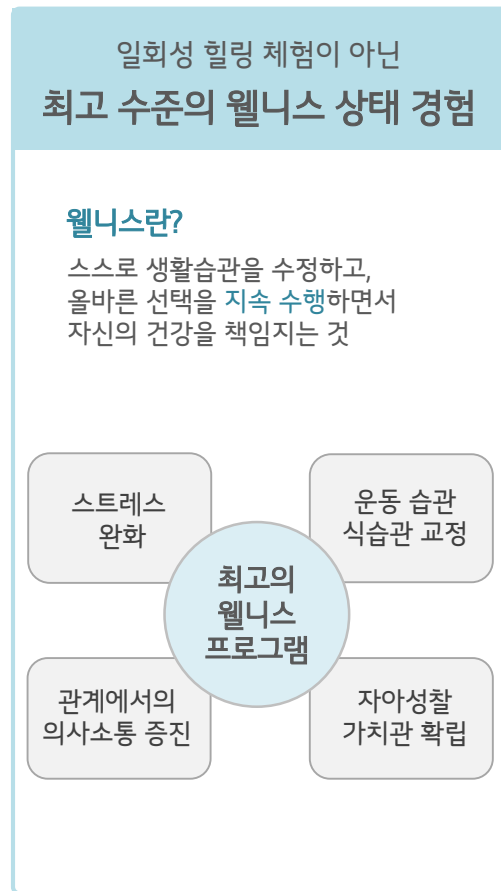 일회성 힐링 체험이 아닌
최고 수준의 웰니스 상태 경험
웰니스란?
스스로 생활습관을 수정하고,
올바른 선택을 지속 수행하면서
자신의 건강을 책임지는 것
스트레스
완화
운동 습관
식습관 교정
최고의
웰니스
프로그램
관계에서의
의사소통 증진
자아성찰
가치관 확립